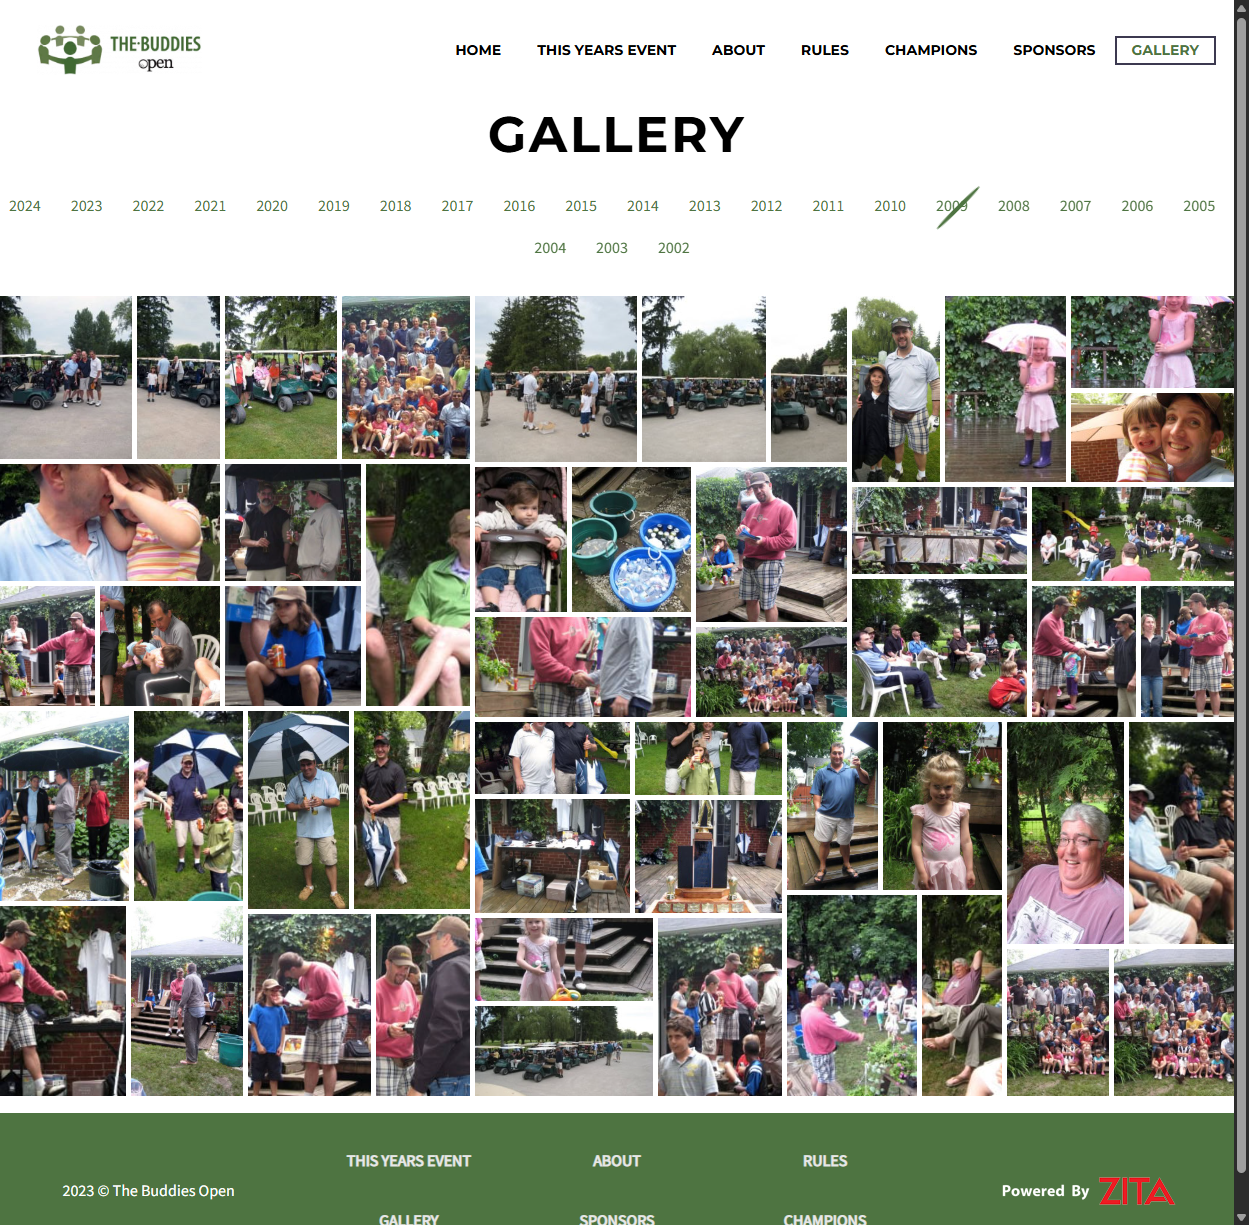 THE BUDDIES
open
HOME THIS YEARS EVENT ABOUT RULES CHAMPIONS SPONSORS GALLERY
GALLERY
2024 2023 2022 2021 2020 2019 2018 2017 2016 2015 2014 2013 2012 2011 2010 2009 2008 2007 2006 2005
2004 2003 2002
THIS YEARS EVENT ABOUT RULES
2023 © The Buddies Open
Powered By ZITA
GALLERY SPONSORS CHAMPIONS